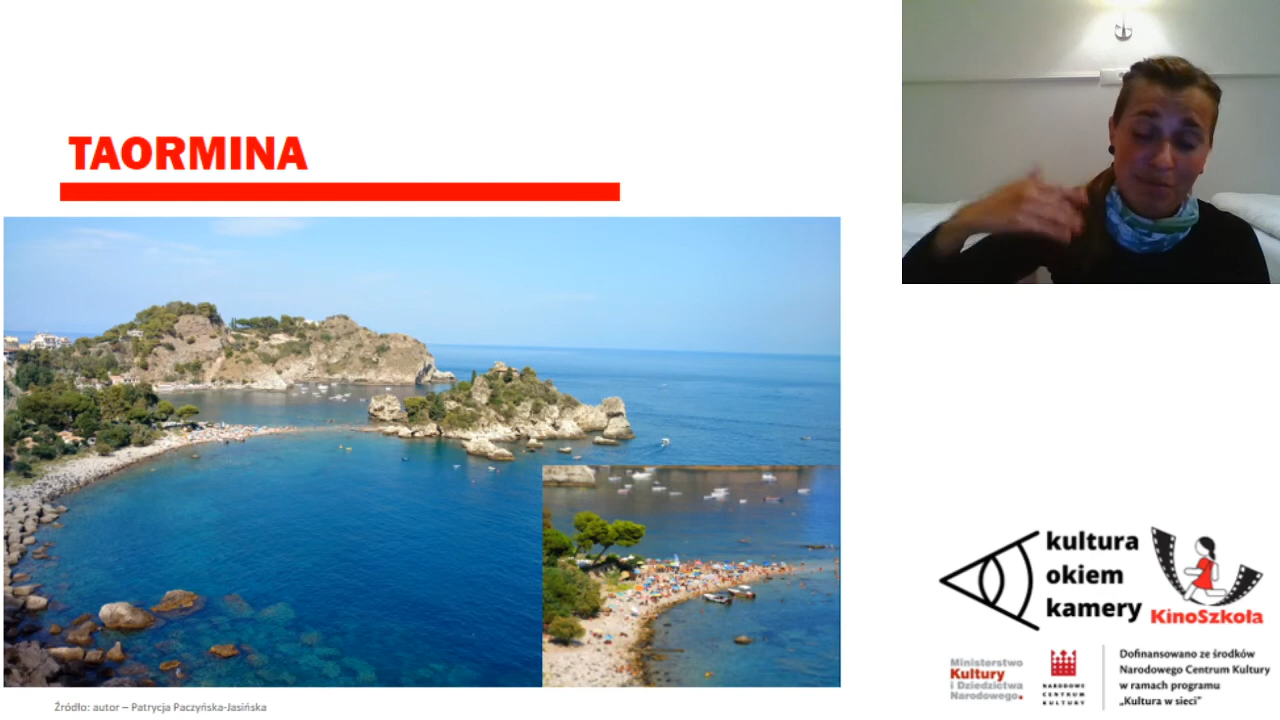 TAORMINA
kultura
okiem
kamery
KinoSzkoła
Ministerstwo
Kultury
i Dziedzictwa
Narodowego.
NARODOWE
CENTRUM
KULTURY
Dofinansowano ze środków
Narodowego Centrum Kultury
w ramach programu
„Kultura w sieci”
Źródło: autor – Patrycja Paczyńska-Jasińska